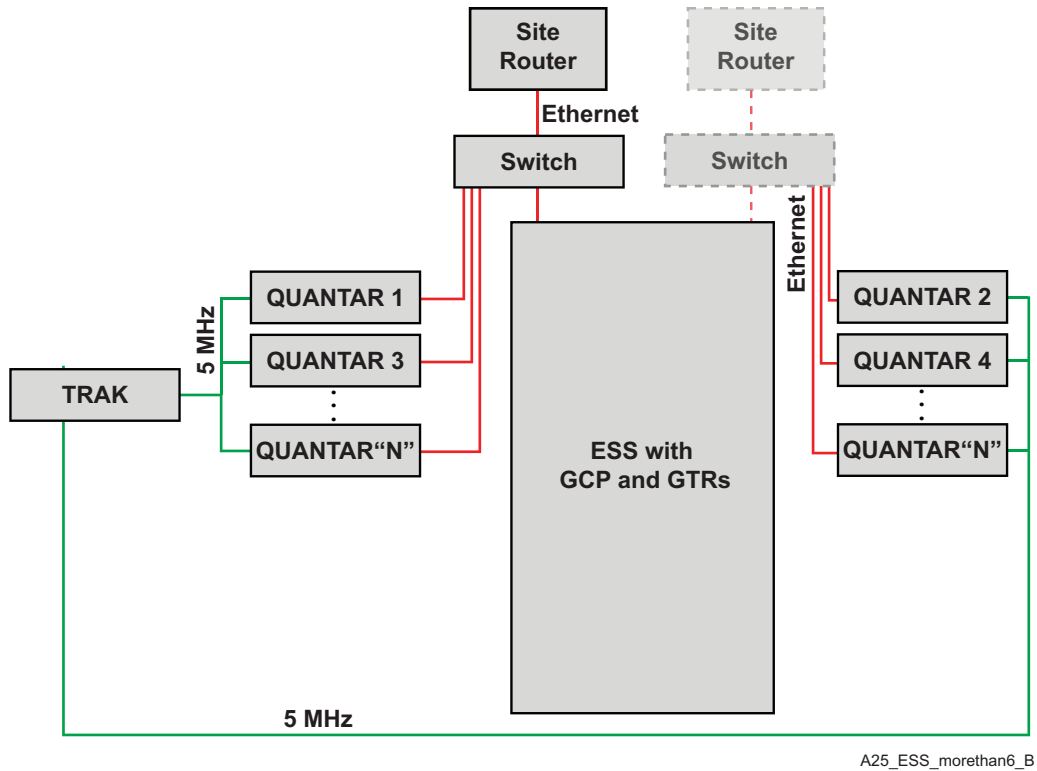 Site
Router
Site
Router
Ethernet
Switch
Switch
Ethernet
QUANTAR 1
QUANTAR 2
5 MHz
QUANTAR 3
QUANTAR 4
TRAK
QUANTAR“N”
QUANTAR“N”
ESS with
GCP and GTRs
5 MHz
A25_ESS_morethan6_B